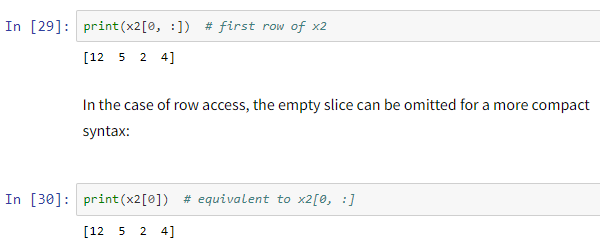 In [29]: print(x2[0, :])  # first row of x2
[12  5  2  4]
In the case of row access, the empty slice can be omitted for a more compact
syntax:
In [30]: print(x2[0])  # equivalent to x2[0, :]
[12  5  2  4]